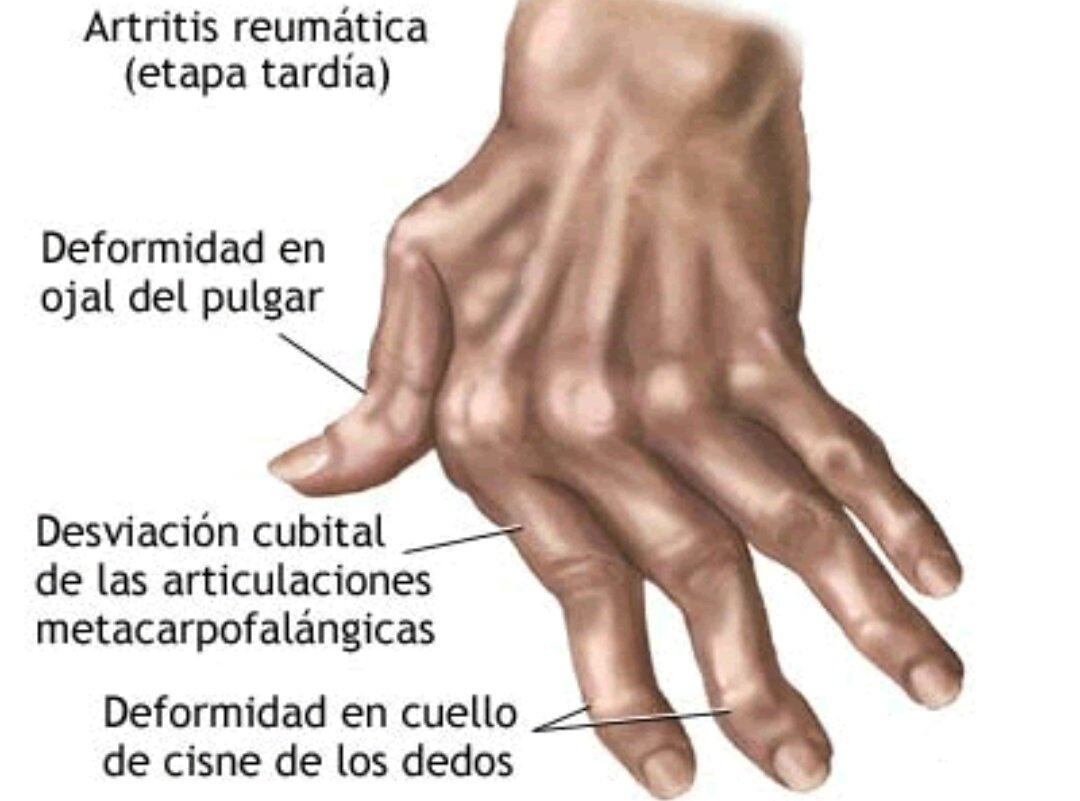 Artritis reumática
(etapa tardía)
Deformidad en
ojal del pulgar
Desviación cubital
de las articulaciones
metacarpofalángicas
Deformidad en cuello
de cisne de los dedos